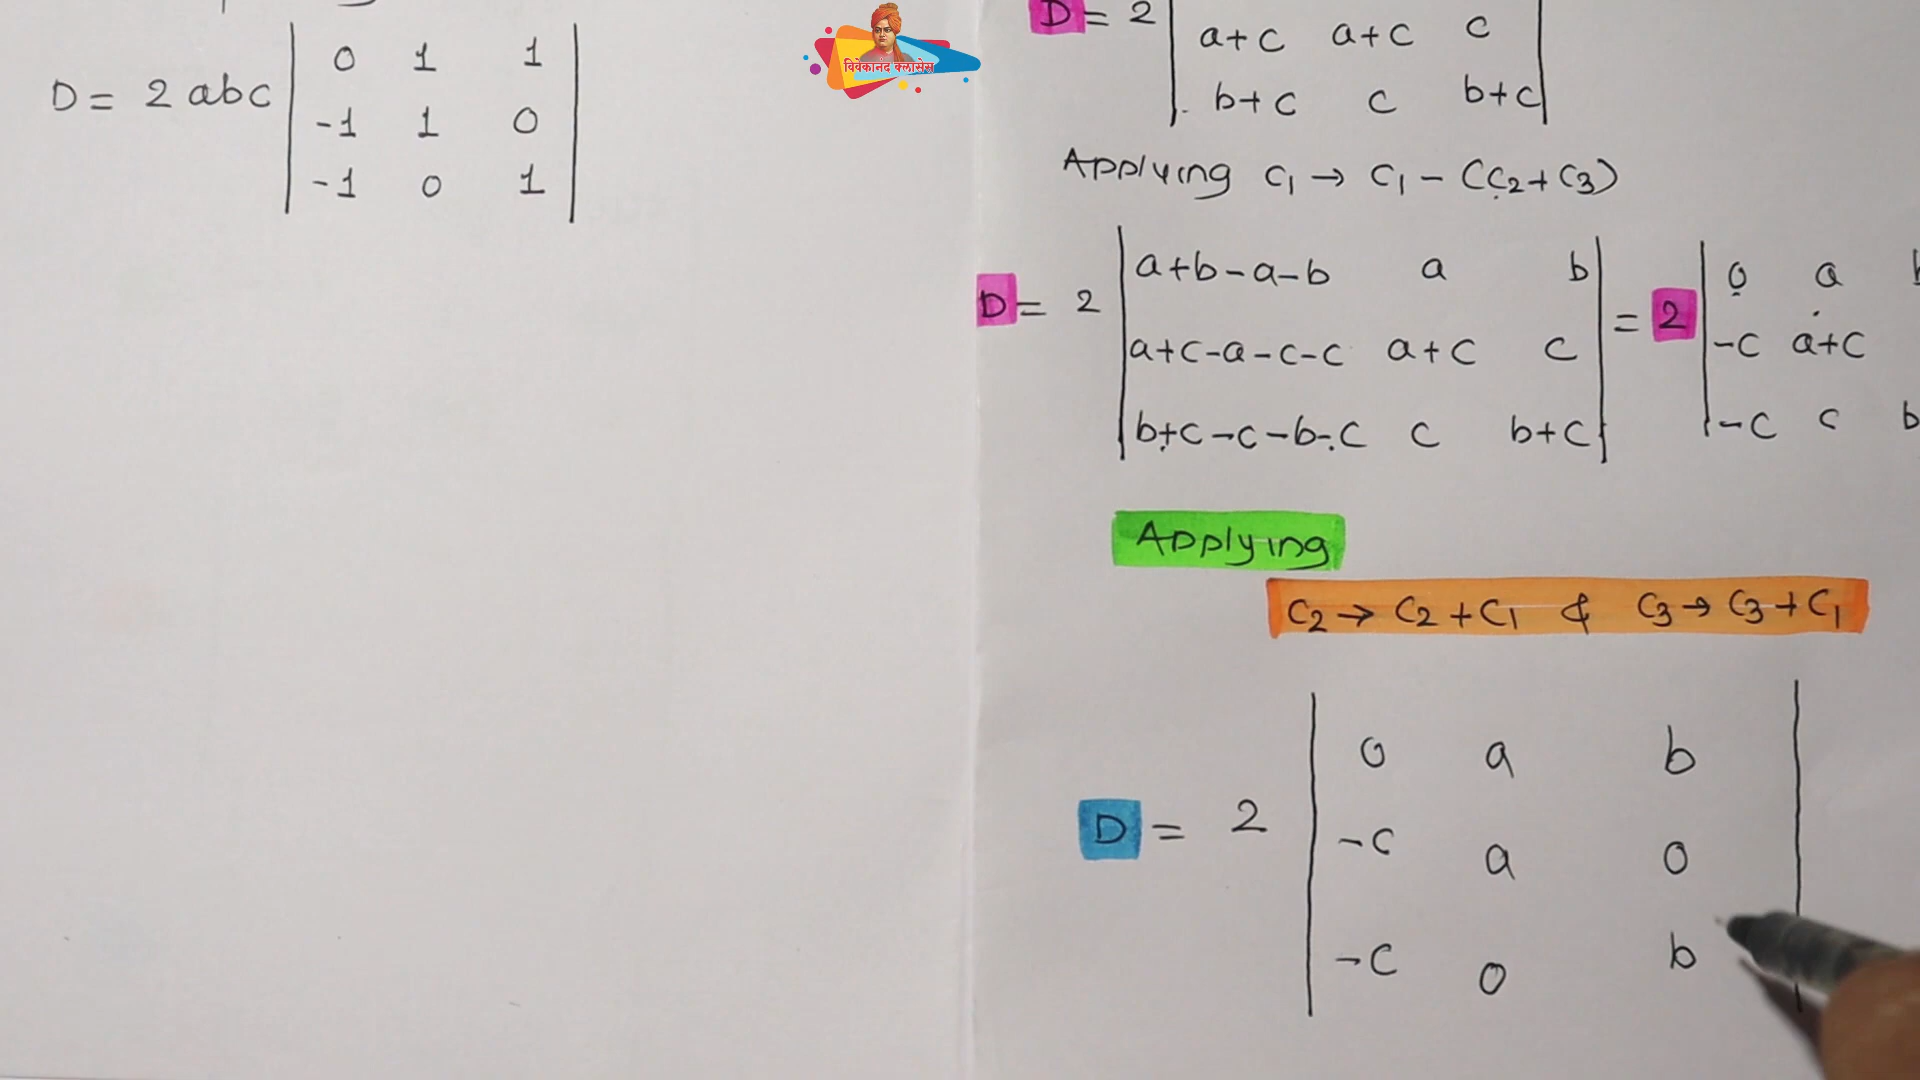 D = 2abc | 0 1 1 |
| -1 1 0 |
| -1 0 1 |
विवेकानंद क्लासेस
D = 2 | a+c a+c c |
| b+c c b+c |
Applying C₁ → C₁ - (C₂+C₃)
D = 2 | a+b-a-b a b | = 2 | 0 a
| a+c-a-c-c a+c c | | -c a+c
| b+c-c-b-c c b+c | | -c c b
Applying
C₂ → C₂ + C₁ & C₃ → C₃ + C₁
D = 2 | 0 a b |
| -c a 0 |
| -c 0 b |